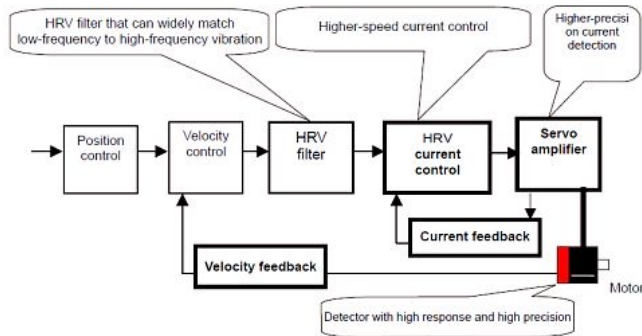 HRV filter that can widely match
low-frequency to high-frequency vibration
Higher-speed current control
Higher-precisi
on current
detection
Position
control
Velocity
control
HRV
filter
HRV
current
control
Servo
amplifier
Current feedback
Velocity feedback
Motor
Detector with high response and high precision